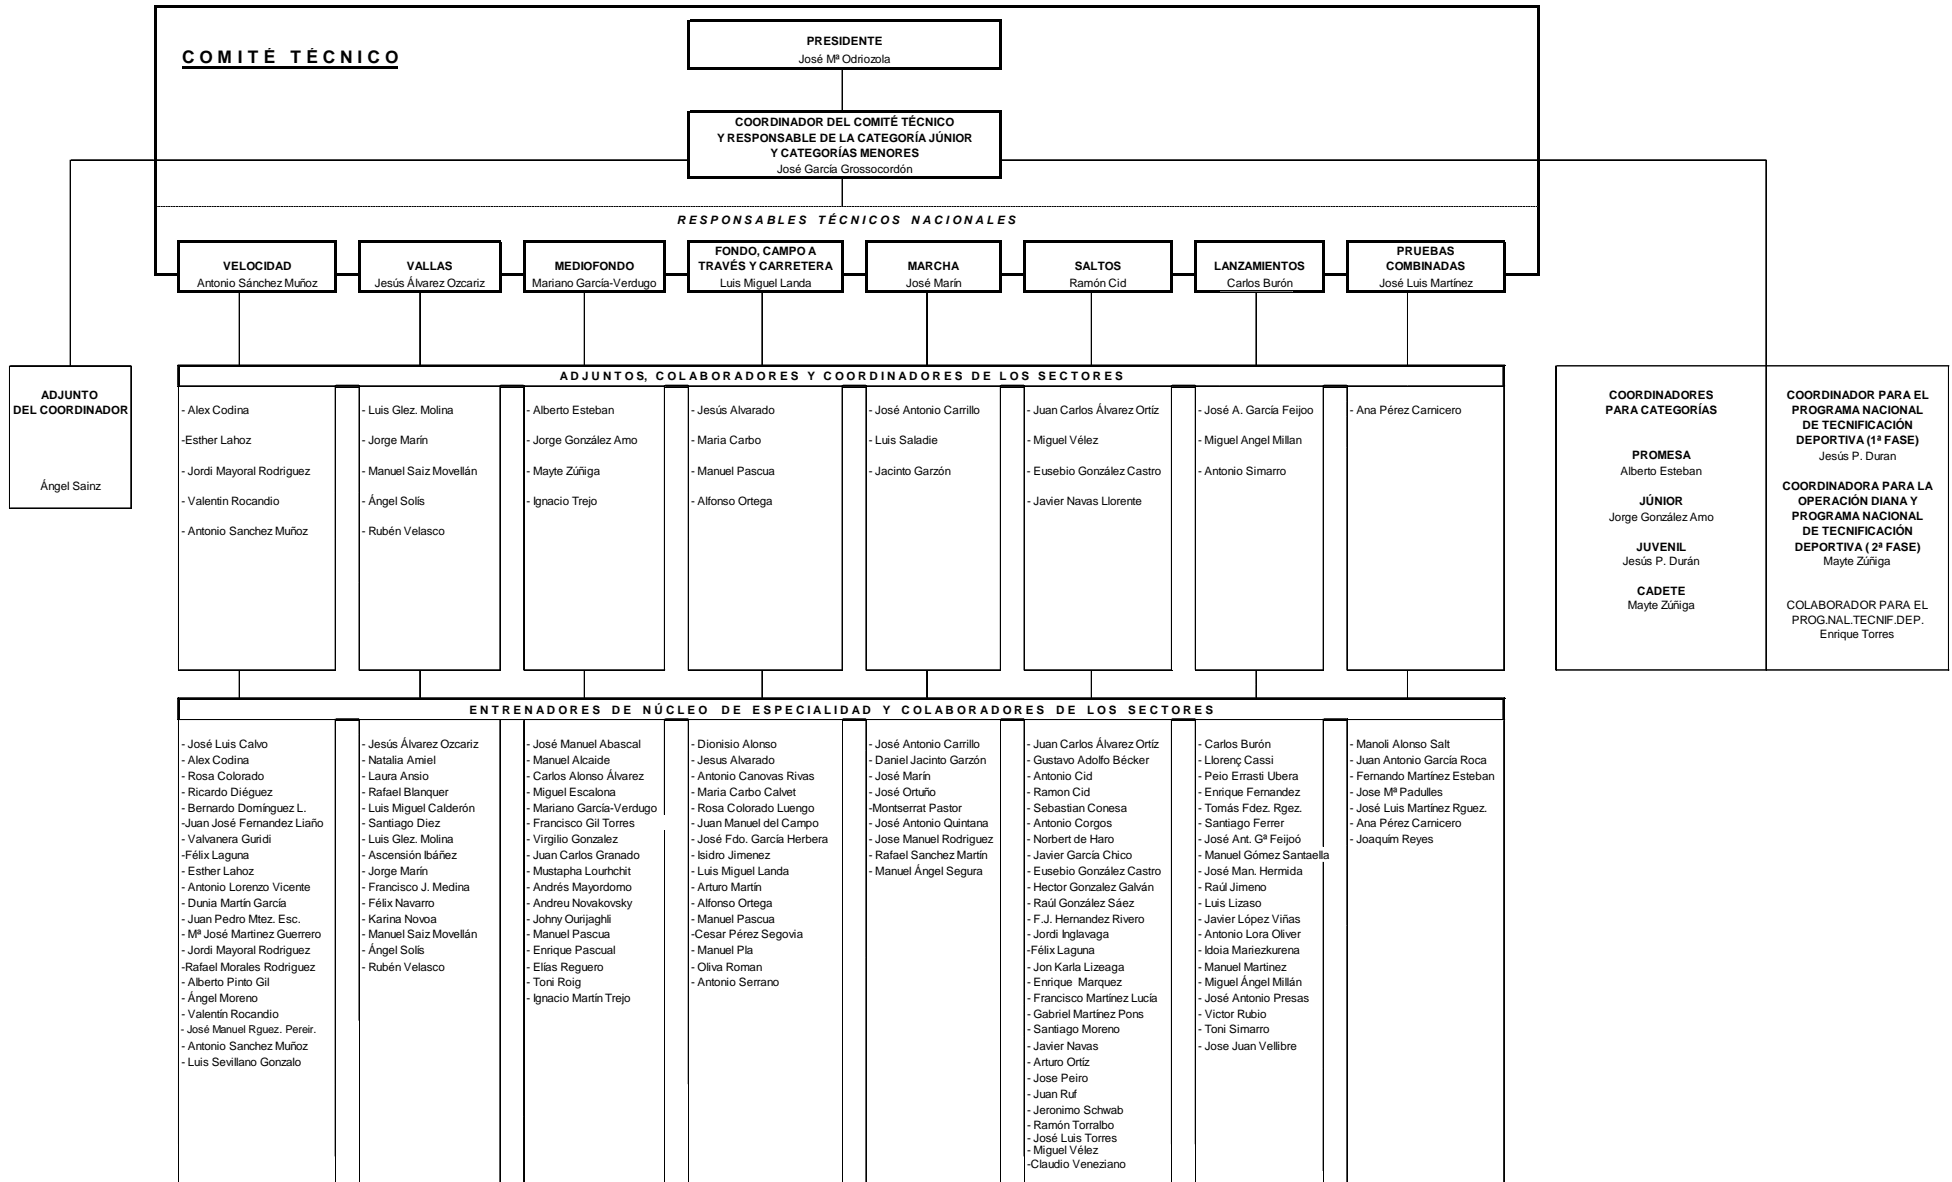 COMITÉ TÉCNICO
PRESIDENTE
José Mª Odriozola
COORDINADOR DEL COMITÉ TÉCNICO
Y RESPONSABLE DE LA CATEGORÍA JÚNIOR
Y CATEGORÍAS MENORES
José García Grossocordón
RESPONSABLES TÉCNICOS NACIONALES
VELOCIDAD
Antonio Sánchez Muñoz
VALLAS
Jesús Álvarez Ozcariz
MEDIOFONDO
Mariano García-Verdugo
FONDO, CAMPO A
TRAVÉS Y CARRETERA
Luis Miguel Landa
MARCHA
José Marín
SALTOS
Ramón Cid
LANZAMIENTOS
Carlos Burón
PRUEBAS
COMBINADAS
José Luis Martínez
ADJUNTO
DEL COORDINADOR
Ángel Sainz
ADJUNTOS, COLABORADORES Y COORDINADORES DE LOS SECTORES
- Alex Codina
-Esther Lahoz
- Jordi Mayoral Rodriguez
- Valentin Rocandio
- Antonio Sanchez Muñoz
- Luis Glez. Molina
- Jorge Marín
- Manuel Saiz Movellán
- Ángel Solís
- Rubén Velasco
- Alberto Esteban
- Jorge González Amo
- Mayte Zúñiga
- Ignacio Trejo
- Jesús Alvarado
- Maria Carbo
- Manuel Pascua
- Alfonso Ortega
- José Antonio Carrillo
- Luis Saladie
- Jacinto Garzón
- Juan Carlos Álvarez Ortíz
- Miguel Vélez
- Eusebio González Castro
- Javier Navas Llorente
- José A. García Feijoo
- Miguel Angel Millan
- Antonio Simarro
- Ana Pérez Carnicero
COORDINADORES
PARA CATEGORÍAS
PROMESA
Alberto Esteban
JÚNIOR
Jorge González Amo
JUVENIL
Jesús P. Durán
CADETE
Mayte Zúñiga
COORDINADOR PARA EL
PROGRAMA NACIONAL
DE TECNIFICACIÓN
DEPORTIVA (1ª FASE)
Jesús P. Duran
COORDINADORA PARA LA
OPERACIÓN DIANA Y
PROGRAMA NACIONAL
DE TECNIFICACIÓN
DEPORTIVA ( 2ª FASE)
Mayte Zúñiga
COLABORADOR PARA EL
PROG.NAL.TECNIF.DEP.
Enrique Torres
ENTRENADORES DE NÚCLEO DE ESPECIALIDAD Y COLABORADORES DE LOS SECTORES
- José Luis Calvo
- Alex Codina
- Rosa Colorado
- Ricardo Diéguez
- Bernardo Domínguez L.
-Juan José Fernandez Liaño
- Valvanera Guridi
-Félix Laguna
- Esther Lahoz
- Antonio Lorenzo Vicente
- Dunia Martín García
- Juan Pedro Mtez. Esc.
- Mª José Martinez Guerrero
- Jordi Mayoral Rodriguez
-Rafael Morales Rodriguez
- Alberto Pinto Gil
- Ángel Moreno
- Valentín Rocandio
- José Manuel Rguez. Pereir.
- Antonio Sanchez Muñoz
- Luis Sevillano Gonzalo
- Jesús Álvarez Ozcariz
- Natalia Amiel
- Laura Ansio
- Rafael Blanquer
- Luis Miguel Calderón
- Santiago Diez
- Luis Glez. Molina
- Ascensión Ibáñez
- Jorge Marín
- Francisco J. Medina
- Félix Navarro
- Karina Novoa
- Manuel Saiz Movellán
- Ángel Solís
- Rubén Velasco
- José Manuel Abascal
- Manuel Alcaide
- Carlos Alonso Álvarez
- Miguel Escalona
- Mariano García-Verdugo
- Francisco Gil Torres
- Virgilio Gonzalez
- Juan Carlos Granado
- Mustapha Lourhchit
- Andrés Mayordomo
- Andreu Novakovsky
- Johny Ourijaghli
- Manuel Pascua
- Enrique Pascual
- Elías Reguero
- Toni Roig
- Ignacio Martín Trejo
- Dionisio Alonso
- Jesus Alvarado
- Antonio Canovas Rivas
- Maria Carbo Calvet
- Rosa Colorado Luengo
- Juan Manuel del Campo
- José Fdo. García Herbera
- Isidro Jimenez
- Luis Miguel Landa
- Arturo Martín
- Alfonso Ortega
- Manuel Pascua
-Cesar Pérez Segovia
- Manuel Pla
- Oliva Roman
- Antonio Serrano
- José Antonio Carrillo
- Daniel Jacinto Garzón
- José Marín
- José Ortuño
-Montserrat Pastor
- José Antonio Quintana
- Jose Manuel Rodriguez
- Rafael Sanchez Martín
- Manuel Ángel Segura
- Juan Carlos Álvarez Ortíz
- Gustavo Adolfo Bécker
- Antonio Cid
- Ramon Cid
- Sebastian Conesa
- Antonio Corgos
- Norbert de Haro
- Javier García Chico
- Eusebio González Castro
- Hector Gonzalez Galván
- Raúl González Sáez
- F.J. Hernandez Rivero
- Jordi Inglavaga
-Félix Laguna
- Jon Karla Lizeaga
- Enrique Marquez
- Francisco Martínez Lucía
- Gabriel Martínez Pons
- Santiago Moreno
- Javier Navas
- Arturo Ortíz
- Jose Peiro
- Juan Ruf
- Jeronimo Schwab
- Ramón Torralbo
- José Luis Torres
- Miguel Vélez
-Claudio Veneziano
- Carlos Burón
- Llorenç Cassi
- Peio Errasti Ubera
- Enrique Fernandez
- Tomás Fdez. Rgez.
- Santiago Ferrer
- José Ant. Gª Feijoó
- Manuel Gómez Santaella
- José Man. Hermida
- Raúl Jimeno
- Luis Lizaso
- Javier López Viñas
- Antonio Lora Oliver
- Idoia Mariezkurena
- Manuel Martinez
- Miguel Ángel Millán
- José Antonio Presas
- Victor Rubio
- Toni Simarro
- Jose Juan Vellibre
- Manoli Alonso Salt
- Juan Antonio García Roca
- Fernando Martínez Esteban
- Jose Mª Padulles
- José Luis Martínez Rguez.
- Ana Pérez Carnicero
- Joaquím Reyes